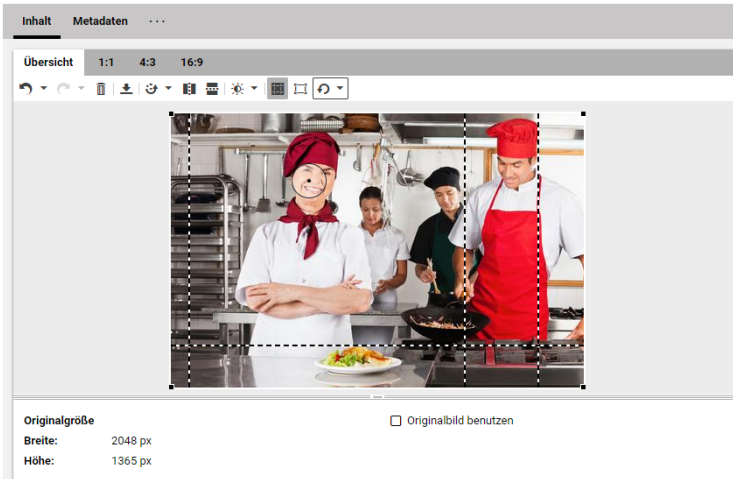 Inhalt Metadaten ···
Übersicht 1:1 4:3 16:9
Originalgröße
Originalbild benutzen
Breite: 2048 px
Höhe: 1365 px